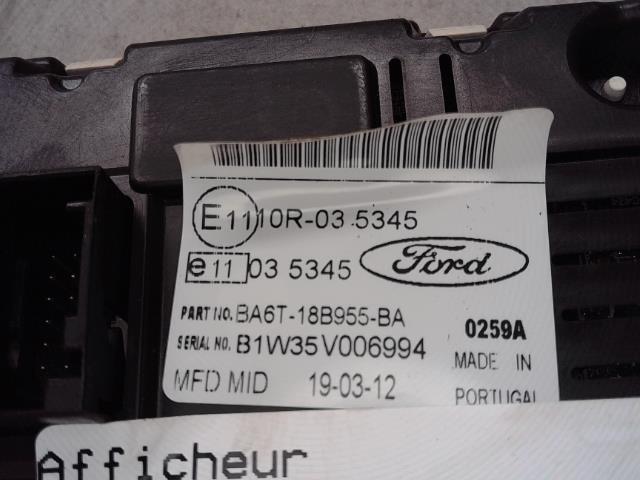 E11 10R-03 5345
e11 03 5345 Ford
PART NO. BA6T-18B955-BA 0259A
SERIAL NO. B1W35V006994 MADE IN
MFD MID 19-03-12 PORTUGAL
Afficheur